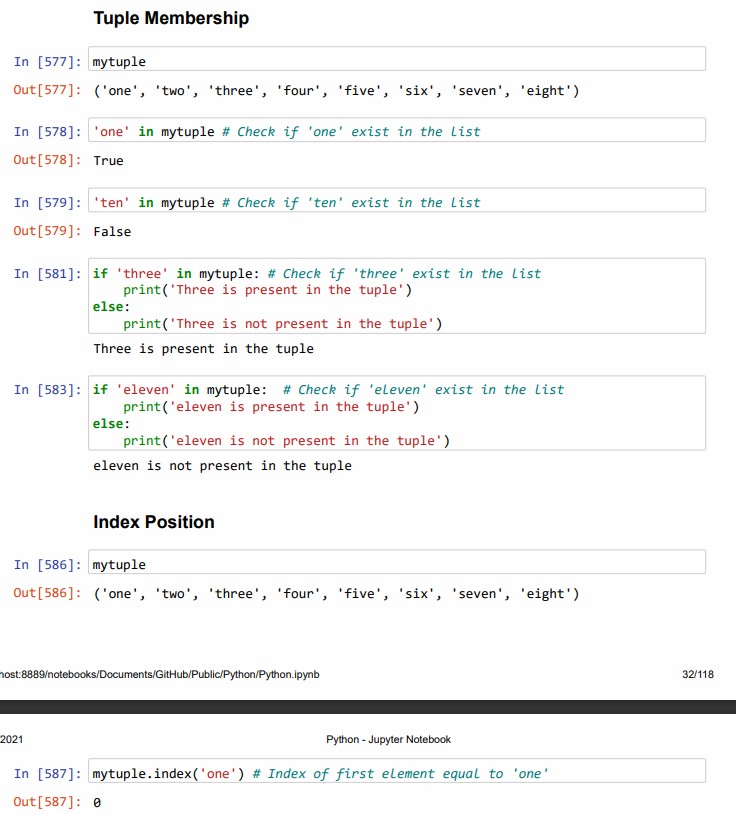 Tuple Membership
In [577]: mytuple
Out[577]: ('one', 'two', 'three', 'four', 'five', 'six', 'seven', 'eight')
In [578]: 'one' in mytuple # Check if 'one' exist in the list
Out[578]: True
In [579]: 'ten' in mytuple # Check if 'ten' exist in the list
Out[579]: False
In [581]: if 'three' in mytuple: # Check if 'three' exist in the list
    print('Three is present in the tuple')
else:
    print('Three is not present in the tuple')
Three is present in the tuple
In [583]: if 'eleven' in mytuple:  # Check if 'eleven' exist in the list
    print('eleven is present in the tuple')
else:
    print('eleven is not present in the tuple')
eleven is not present in the tuple
Index Position
In [586]: mytuple
Out[586]: ('one', 'two', 'three', 'four', 'five', 'six', 'seven', 'eight')
host:8889/notebooks/Documents/GitHub/Public/Python/Python.ipynb 32/118
2021 Python - Jupyter Notebook
In [587]: mytuple.index('one') # Index of first element equal to 'one'
Out[587]: 0